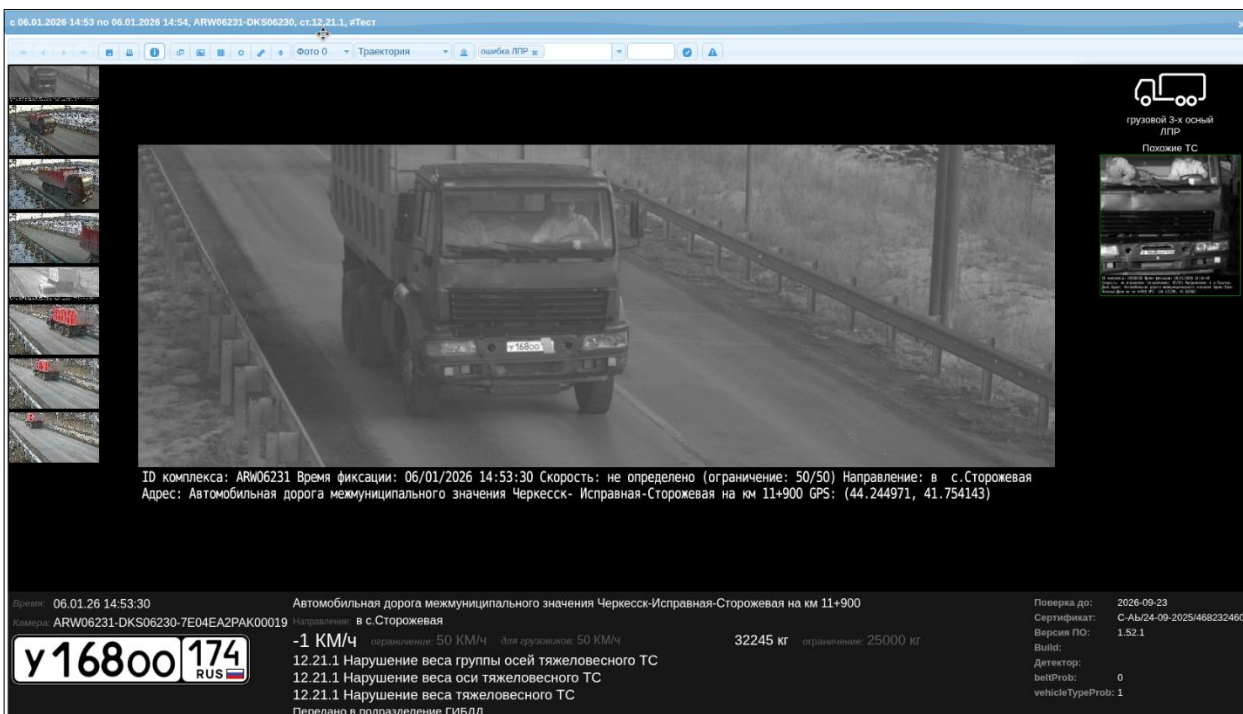 с 06.01.2026 14:53 по 06.01.2026 14:54, ARW06231-DKS06230, ст.12,21.1, ≠Тест
Фото 0 Траектория ошибка ЛПР
грузовой 3-х осный
ЛПР
Похожие ТС
у168оо
ID комплекса: ARW06231 Время фиксации: 06/01/2026 14:53:30 Скорость: не определено (ограничение: 50/50) Направление: в с.Сторожевая
Адрес: Автомобильная дорога межмуниципального значения Черкесск- Исправная-Сторожевая на км 11+900 GPS: (44.244971, 41.754143)
Время: 06.01.26 14:53:30
Камера: ARW06231-DKS06230-7E04EA2PAK00019
у168оо 174
RUS
Автомобильная дорога межмуниципального значения Черкесск-Исправная-Сторожевая на км 11+900
Направление: в с.Сторожевая
-1 КМ/ч ограничение: 50 КМ/ч для грузовиков: 50 КМ/ч 32245 кг ограничение: 25000 кг
12.21.1 Нарушение веса группы осей тяжеловесного ТС
12.21.1 Нарушение веса оси тяжеловесного ТС
12.21.1 Нарушение веса тяжеловесного ТС
Передано в подразделение ГИБДД
Поверка до: 2026-09-23
Сертификат: С-АЬ/24-09-2025/468232460
Версия ПО: 1.52.1
Build:
Детектор:
beltProb: 0
vehicleTypeProb: 1